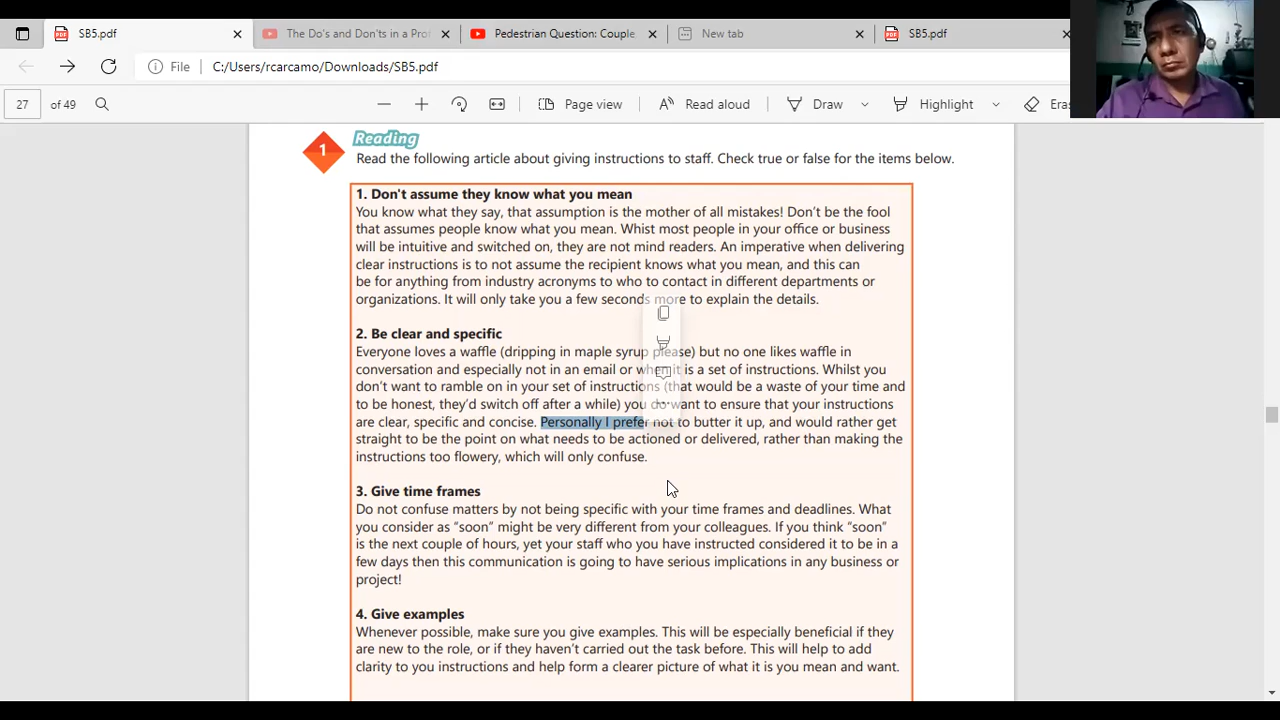 SB5.pdf
The Do's and Don'ts in a Prof
Pedestrian Question: Couple
New tab
SB5.pdf
File
C:/Users/rcarcamo/Downloads/SB5.pdf
27 of 49
Page view
Read aloud
Draw
Highlight
Eras
1
Reading
Read the following article about giving instructions to staff. Check true or false for the items below.
1. Don't assume they know what you mean
You know what they say, that assumption is the mother of all mistakes! Don't be the fool
that assumes people know what you mean. Whist most people in your office or business
will be intuitive and switched on, they are not mind readers. An imperative when delivering
clear instructions is to not assume the recipient knows what you mean, and this can
be for anything from industry acronyms to who to contact in different departments or
organizations. It will only take you a few seconds more to explain the details.
2. Be clear and specific
Everyone loves a waffle (dripping in maple syrup please) but no one likes waffle in
conversation and especially not in an email or when it is a set of instructions. Whilst you
don't want to ramble on in your set of instructions (that would be a waste of your time and
to be honest, they'd switch off after a while) you do want to ensure that your instructions
are clear, specific and concise. Personally I prefer not to butter it up, and would rather get
straight to be the point on what needs to be actioned or delivered, rather than making the
instructions too flowery, which will only confuse.
3. Give time frames
Do not confuse matters by not being specific with your time frames and deadlines. What
you consider as “soon” might be very different from your colleagues. If you think “soon”
is the next couple of hours, yet your staff who you have instructed considered it to be in a
few days then this communication is going to have serious implications in any business or
project!
4. Give examples
Whenever possible, make sure you give examples. This will be especially beneficial if they
are new to the role, or if they haven't carried out the task before. This will help to add
clarity to you instructions and help form a clearer picture of what it is you mean and want.